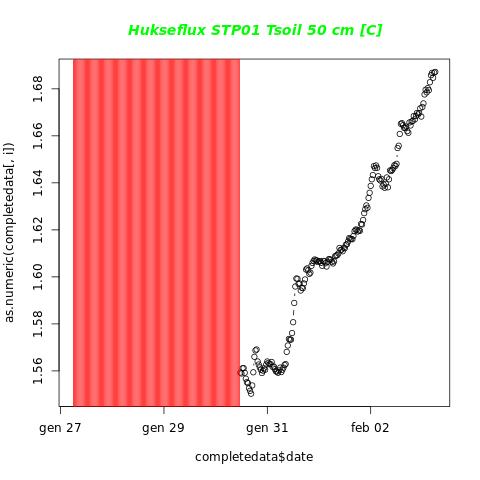 Hukseflux STP01 Tsoil 50 cm [C]
as.numeric(completedata[, i])
1.68
1.66
1.64
1.62
1.60
1.58
1.56
gen 27
gen 29
gen 31
feb 02
completedata$date